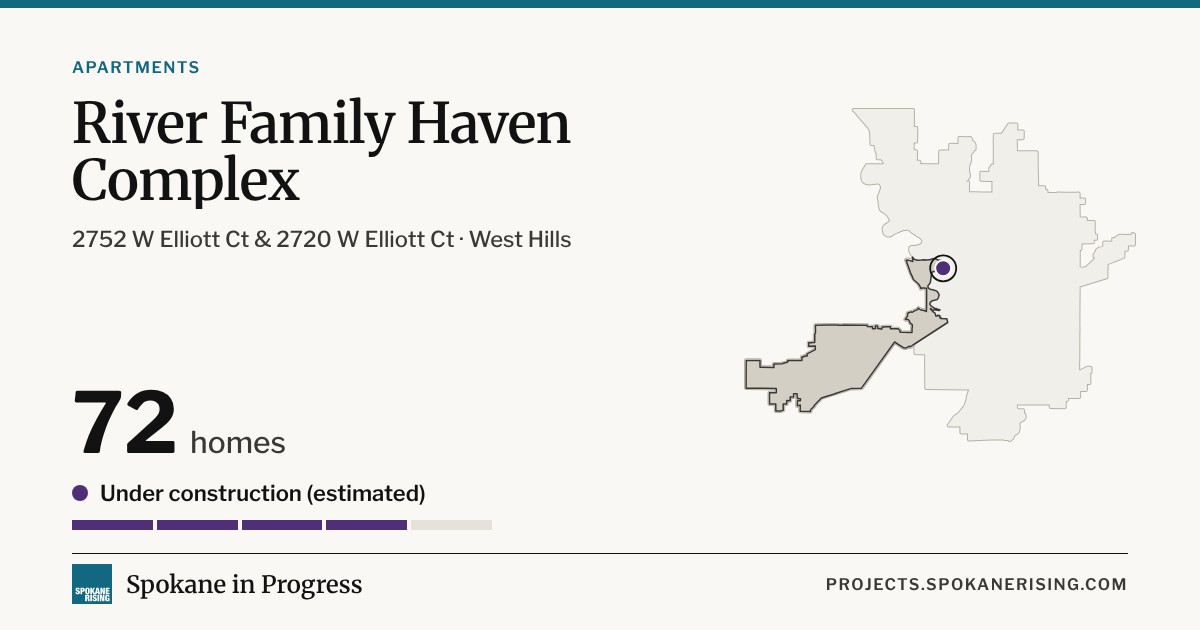 APARTMENTS
River Family Haven
Complex
2752 W Elliott Ct & 2720 W Elliott Ct · West Hills
72 homes
Under construction (estimated)
SPOKANE
RISING
Spokane in Progress
PROJECTS.SPOKANERISING.COM